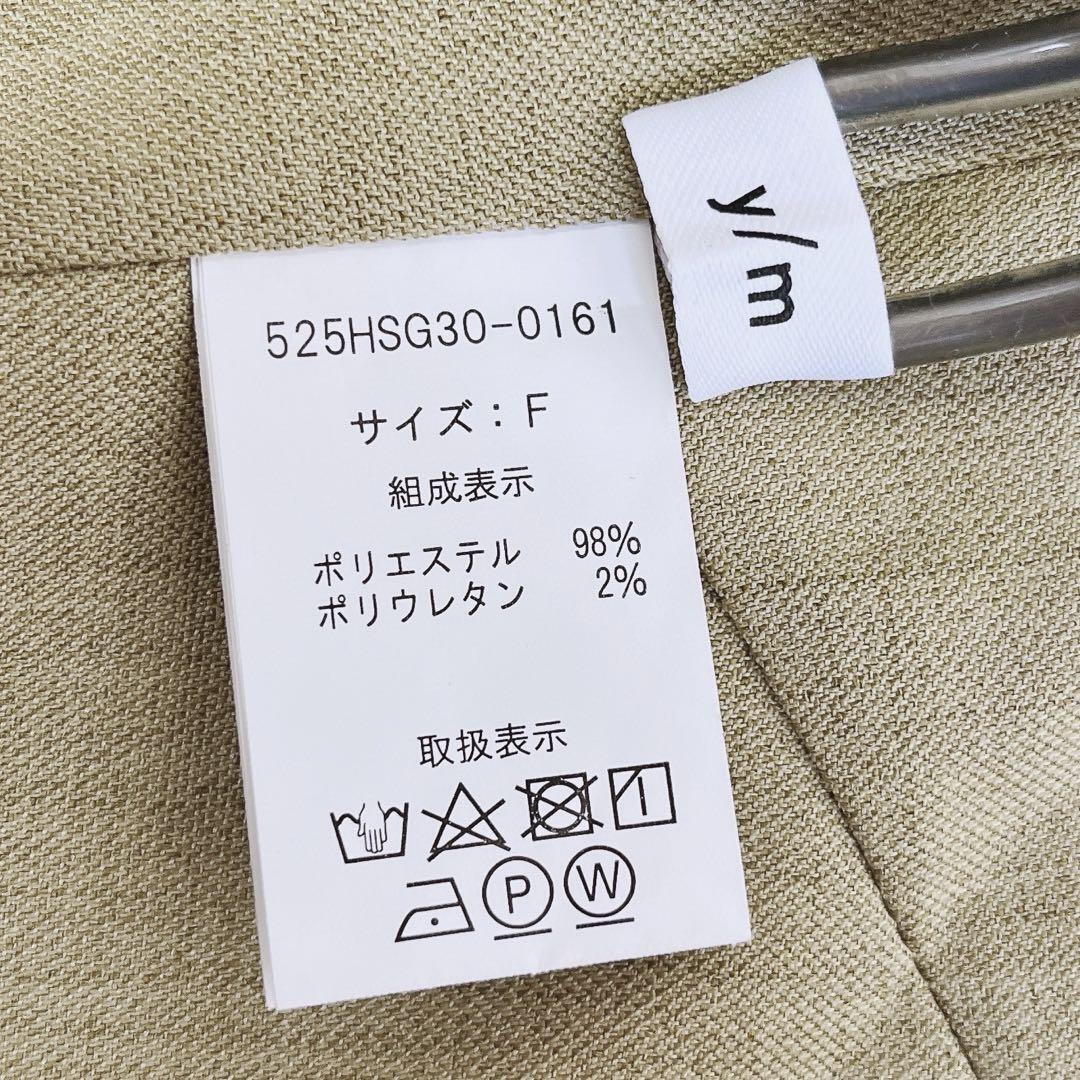 y/m
525HSG30-0161
サイズ：F
組成表示
ポリエステル 98%
ポリウレタン 2%
取扱表示
P W